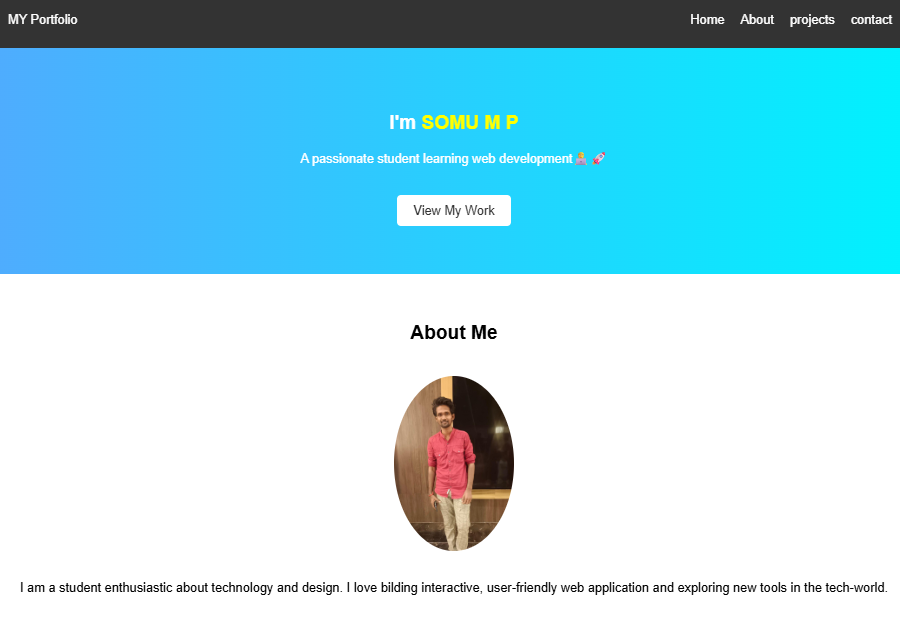 MY Portfolio Home About projects contact
I'm SOMU M P
A passionate student learning web development👨‍💻 🚀
View My Work
About Me
I am a student enthusiastic about technology and design. I love bilding interactive, user-friendly web application and exploring new tools in the tech-world.